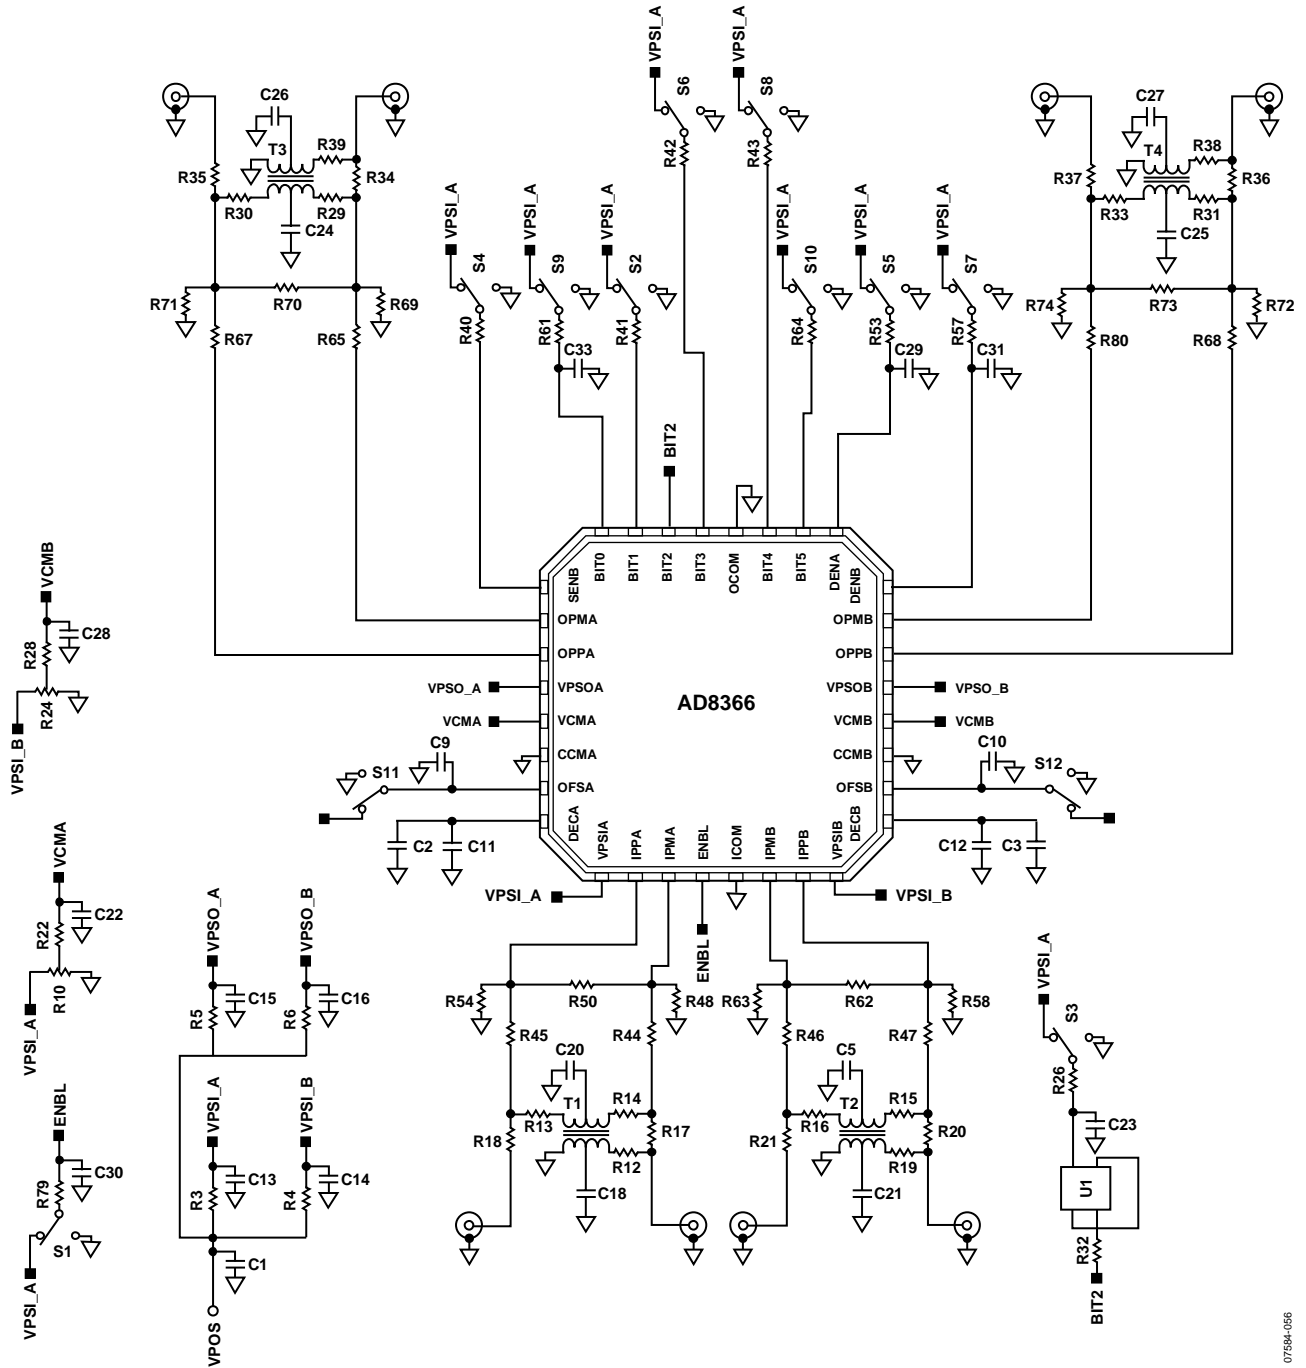 VPSI_A
VPSI_A
S6
S8
R42
R43
C26
T3
R39
R35
R34
R30
R29
C24
R71
R70
R69
R67
R65
C27
T4
R38
R37
R36
R33
R31
C25
R74
R73
R72
R80
R68
VPSI_A
VPSI_A
VPSI_A
VPSI_A
VPSI_A
VPSI_A
S4
S9
S2
S10
S5
S7
R40
R61
R41
R64
R53
R57
C33
C29
C31
BIT2
SENB
BIT0
BIT1
BIT2
BIT3
OCOM
BIT4
BIT5
DENA
DENB
OPMA
OPMB
OPPA
OPPB
VPSO_A
VPSOA
AD8366
VPSOB
VPSO_B
VCMA
VCMA
VCMB
VCMB
CCMA
CCMB
OFSA
OFSB
C9
C10
S11
S12
DECA
VPSIA
IPPA
IPMA
ENBL
ICOM
IPMB
IPPB
VPSIB
DECB
C2
C11
C12
C3
VPSI_A
VPSI_B
ENBL
VCMB
C28
R28
R24
VPSI_B
VCMA
C22
R22
R10
VPSI_A
ENBL
C30
R79
S1
VPSI_A
VPSO_A
VPSO_B
C15
C16
R5
R6
VPSI_A
VPSI_B
C13
C14
R3
R4
C1
VPOS
R54
R50
R48
R45
R44
C20
R14
R13
T1
R18
R17
R12
C18
R63
R62
R58
R46
R47
C5
R15
R16
T2
R21
R20
R19
C21
VPSI_A
S3
R26
C23
U1
R32
BIT2
07584-056